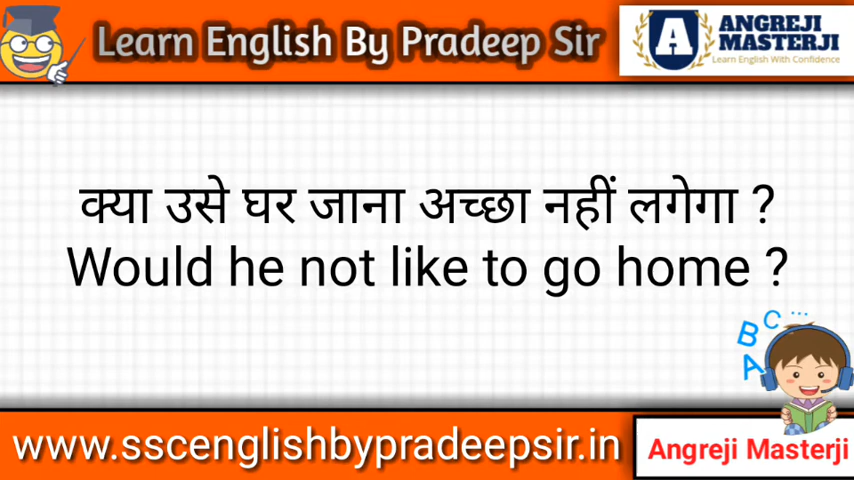 Learn English By Pradeep Sir
A
ANGREJI
MASTERJI
Learn English With Confidence
क्या उसे घर जाना अच्छा नहीं लगेगा ?
Would he not like to go home ?
C...
B
A
www.sscenglishbypradeepsir.in
Angreji Masterji